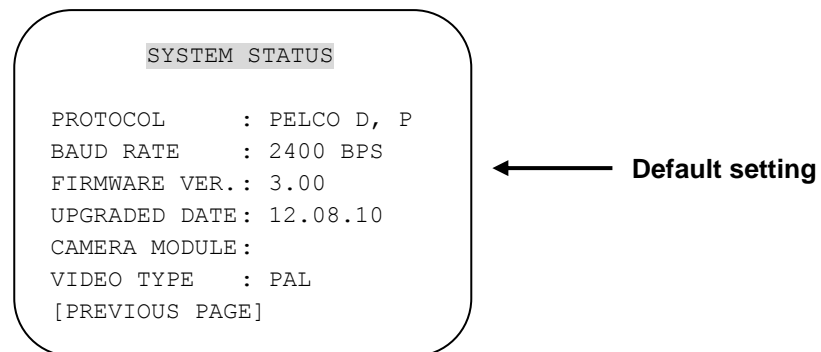 SYSTEM STATUS
PROTOCOL : PELCO D, P
BAUD RATE : 2400 BPS
FIRMWARE VER.: 3.00
UPGRADED DATE: 12.08.10
CAMERA MODULE:
VIDEO TYPE : PAL
[PREVIOUS PAGE]
Default setting